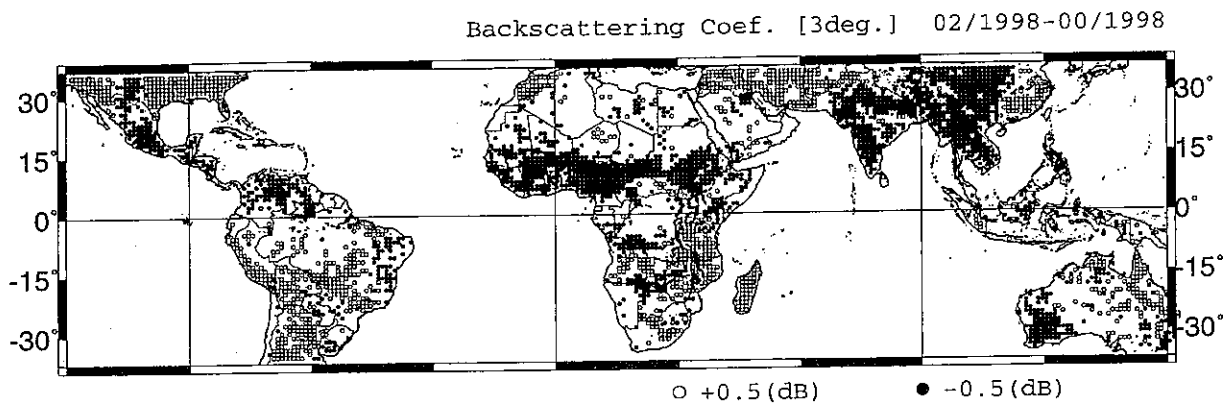 Backscattering Coef. [3deg.] 02/1998-00/1998
30° 30°
15° 15°
0° 0°
-15° -15°
-30° -30°
○ +0.5(dB) ● -0.5(dB)